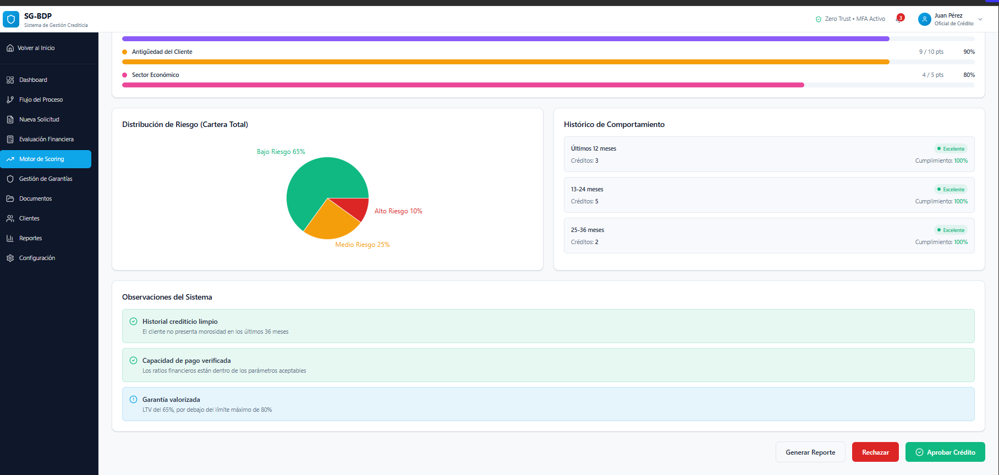 SG-BDP
Sistema de Gestión Crediticia
Zero Trust • MFA Activo
3
Juan Pérez
Oficial de Crédito
Volver al Inicio
Dashboard
Flujo del Proceso
Nueva Solicitud
Evaluación Financiera
Motor de Scoring
Gestión de Garantías
Documentos
Clientes
Reportes
Configuración
Antigüedad del Cliente 9 / 10 pts 90%
Sector Económico 4 / 5 pts 80%
Distribución de Riesgo (Cartera Total)
Bajo Riesgo 65%
Alto Riesgo 10%
Medio Riesgo 25%
Histórico de Comportamiento
Últimos 12 meses Excelente
Créditos: 3 Cumplimiento: 100%
13-24 meses Excelente
Créditos: 5 Cumplimiento: 100%
25-36 meses Excelente
Créditos: 2 Cumplimiento: 100%
Observaciones del Sistema
Historial crediticio limpio
El cliente no presenta morosidad en los últimos 36 meses
Capacidad de pago verificada
Los ratios financieros están dentro de los parámetros aceptables
Garantía valorizada
LTV del 65%, por debajo del límite máximo de 80%
Generar Reporte
Rechazar
Aprobar Crédito